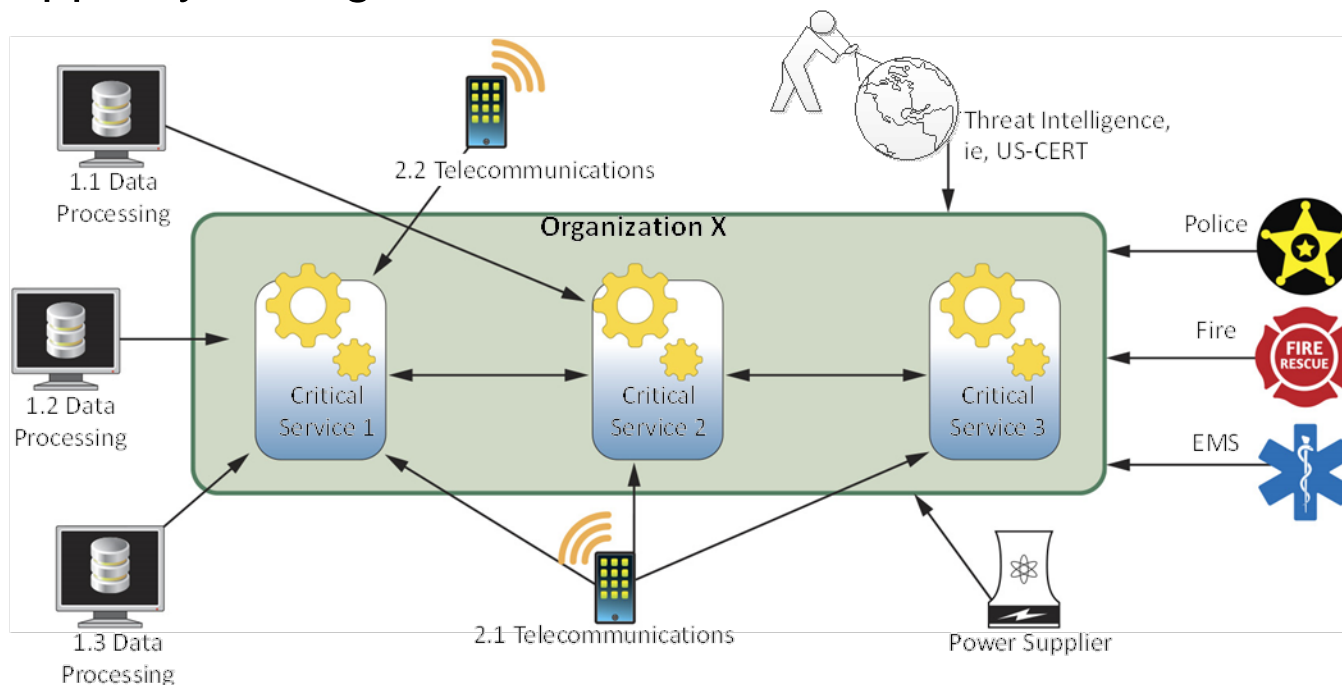 1.1 Data
Processing
2.2 Telecommunications
Threat Intelligence,
ie, US-CERT
Organization X
Police
1.2 Data
Processing
Critical
Service 1
Critical
Service 2
Critical
Service 3
Fire
FIRE
RESCUE
EMS
1.3 Data
Processing
2.1 Telecommunications
Power Supplier